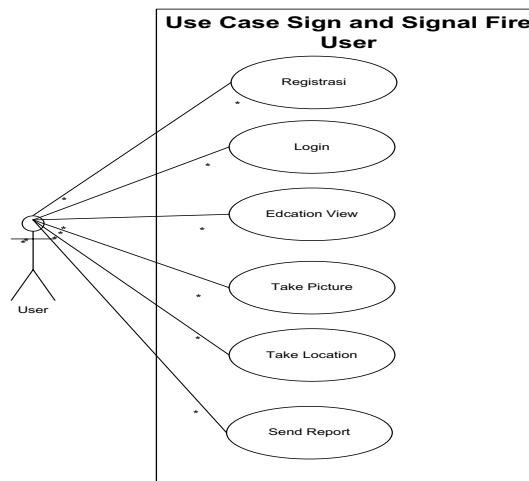 Use Case Sign and Signal Fire
User
Registrasi
*
Login
*
*
Edcation View
*
*
*
*
*
*
Take Picture
*
User
Take Location
*
Send Report
*